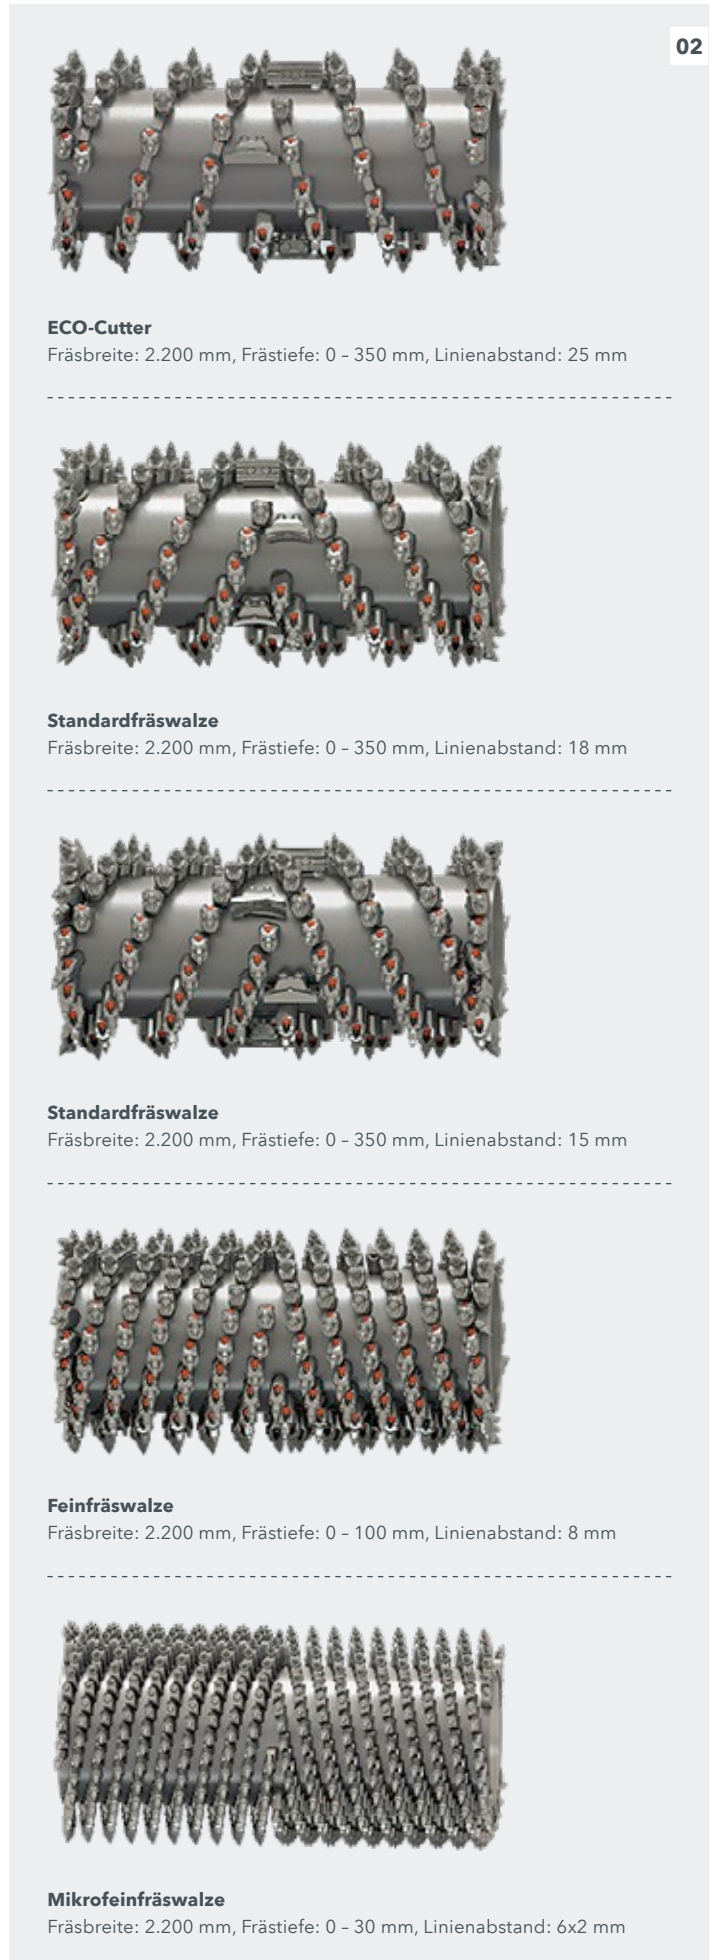 02
ECO-Cutter
Fräsbreite: 2.200 mm, Frästiefe: 0 – 350 mm, Linienabstand: 25 mm
Standardfräswalze
Fräsbreite: 2.200 mm, Frästiefe: 0 – 350 mm, Linienabstand: 18 mm
Standardfräswalze
Fräsbreite: 2.200 mm, Frästiefe: 0 – 350 mm, Linienabstand: 15 mm
Feinfräswalze
Fräsbreite: 2.200 mm, Frästiefe: 0 – 100 mm, Linienabstand: 8 mm
Mikrofeinfräswalze
Fräsbreite: 2.200 mm, Frästiefe: 0 – 30 mm, Linienabstand: 6x2 mm